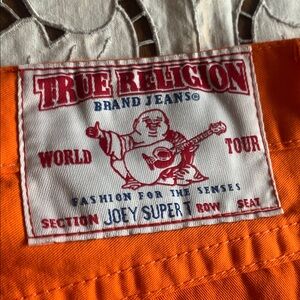 TRUE RELIGION
BRAND JEANS®
WORLD TOUR
FASHION FOR THE SENSES
SECTION JOEY SUPER T ROW SEAT